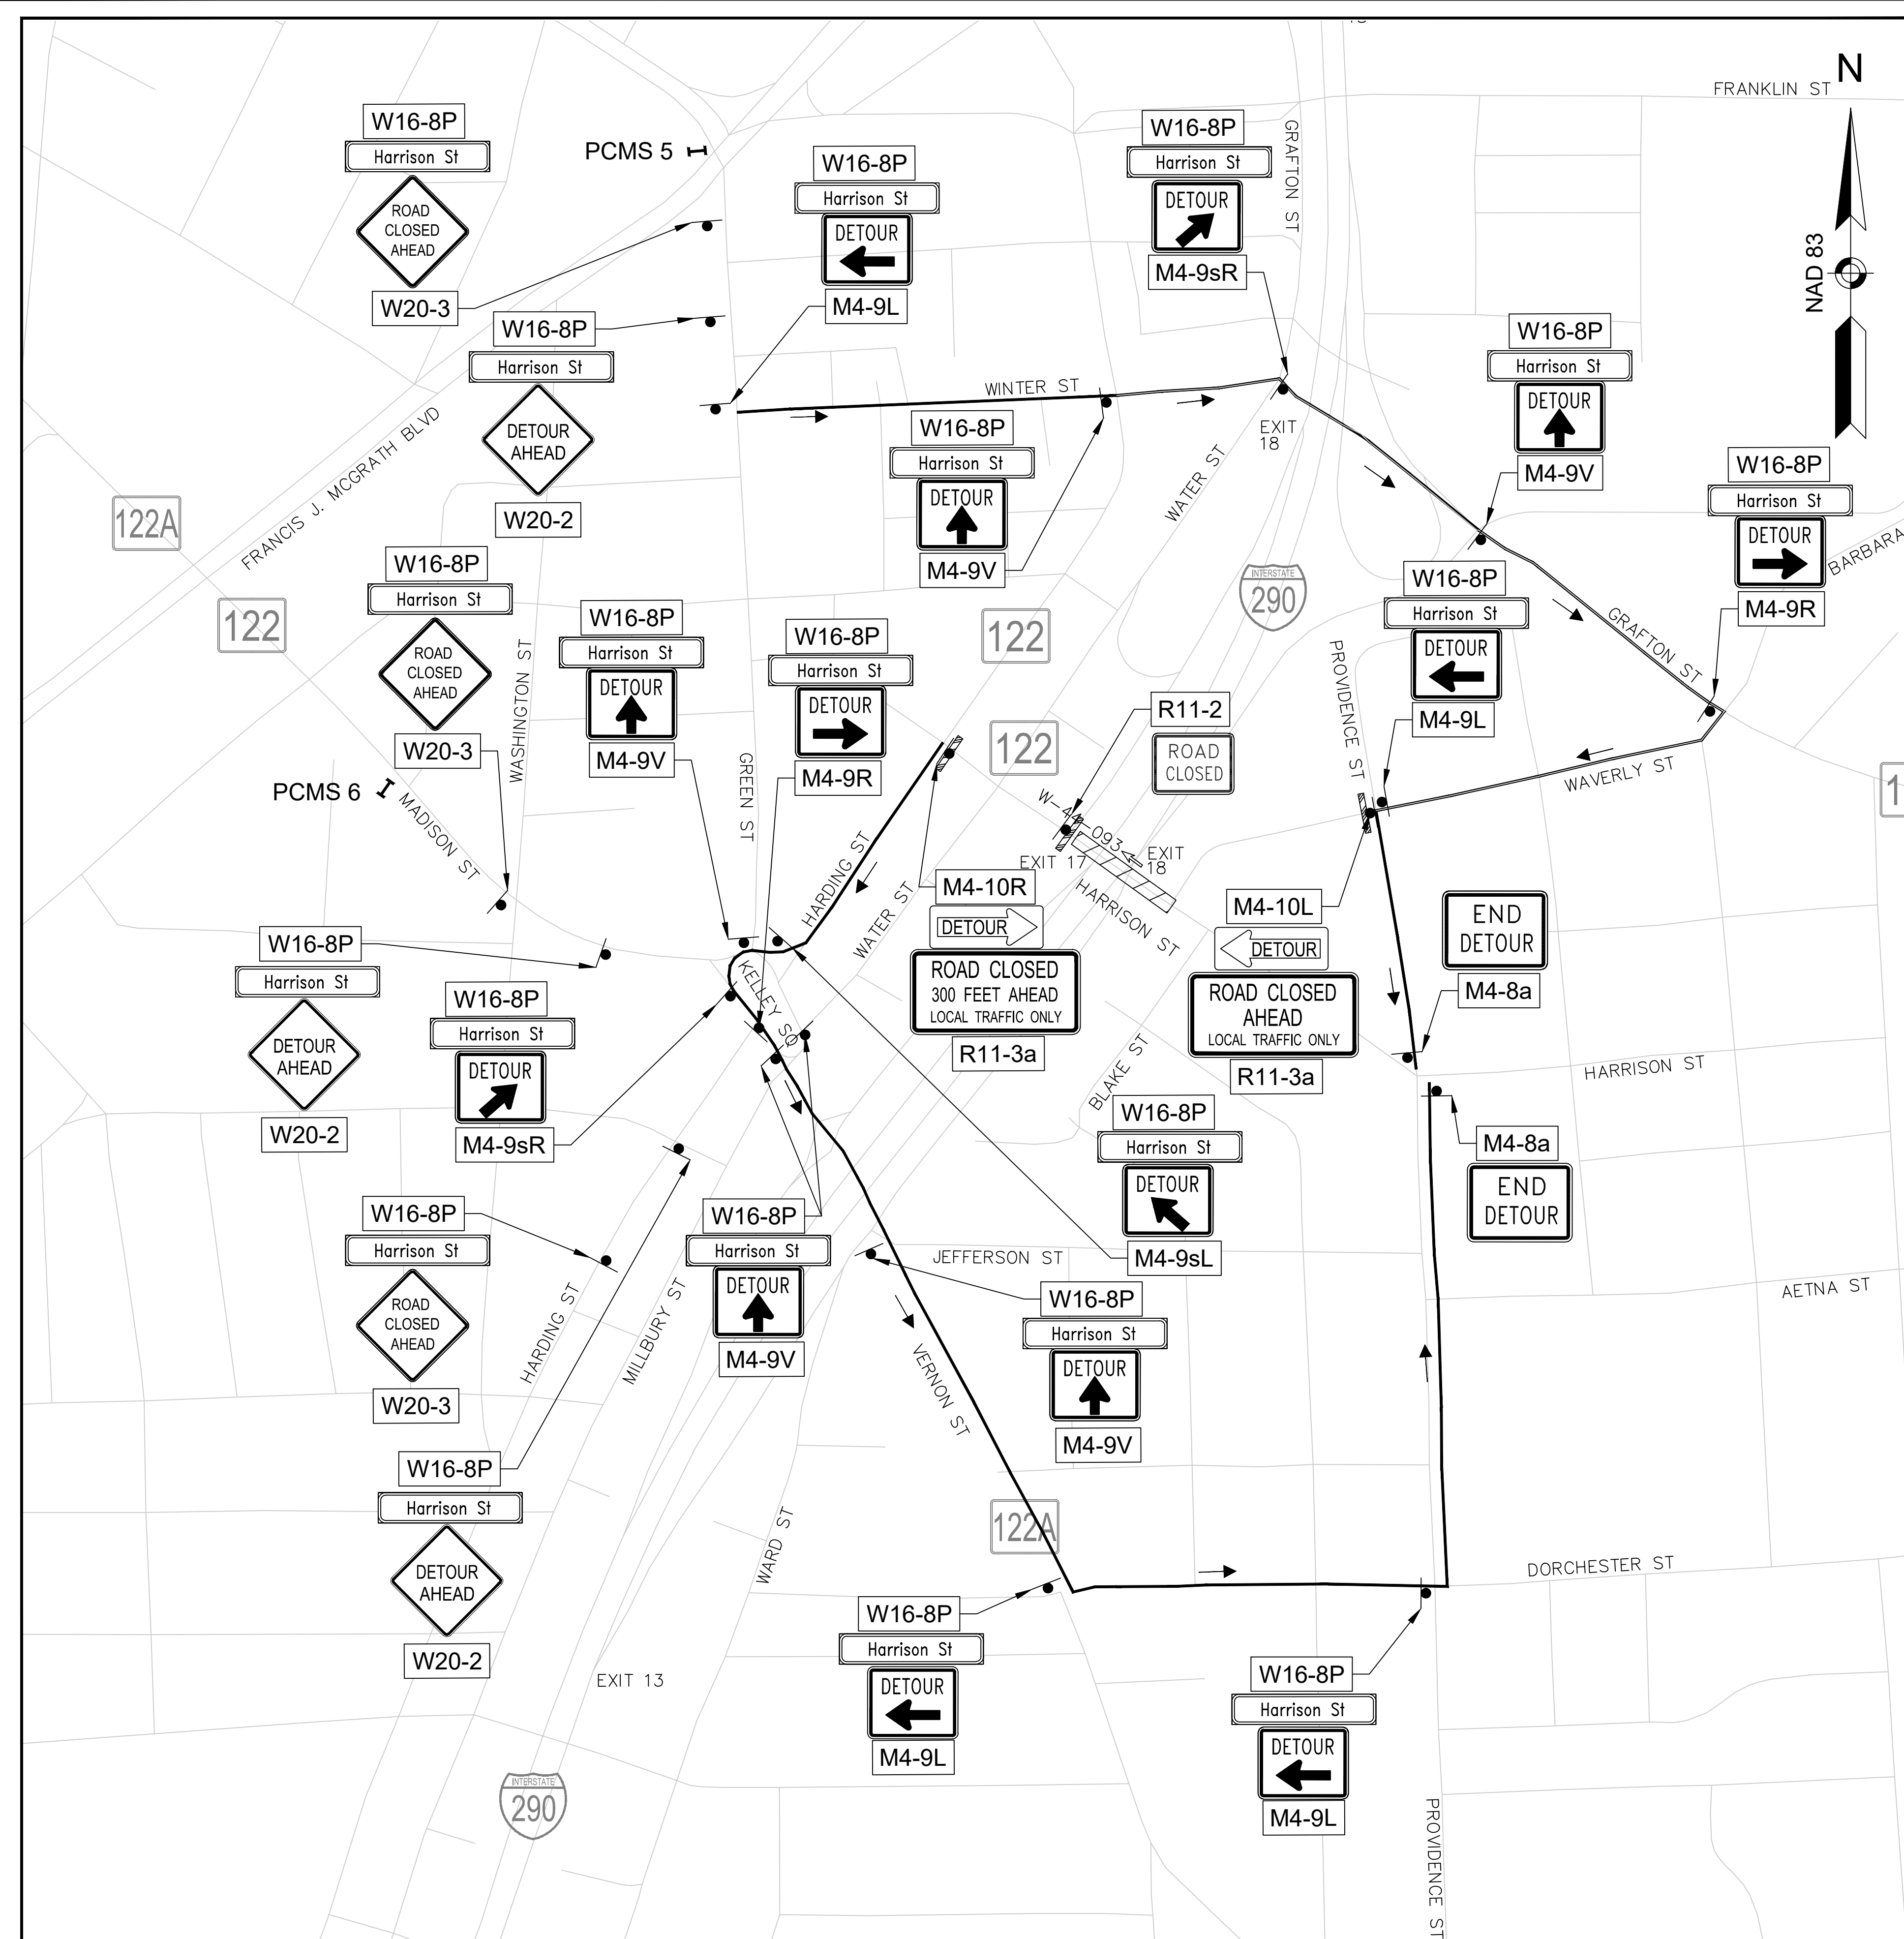 N
NAD 83
FRANKLIN ST
GRAFTON ST
W16-8P
Harrison St
ROAD
CLOSED
AHEAD
W20-3
PCMS 5
W16-8P
Harrison St
DETOUR
M4-9L
W16-8P
Harrison St
DETOUR
M4-9sR
W16-8P
Harrison St
DETOUR
AHEAD
W20-2
W16-8P
Harrison St
DETOUR
M4-9V
WINTER ST
EXIT
18
W16-8P
Harrison St
DETOUR
M4-9V
WATER ST
W16-8P
Harrison St
DETOUR
M4-9R
BARBARA
FRANCIS J. MCGRATH BLVD
122A
122
W16-8P
Harrison St
ROAD
CLOSED
AHEAD
W20-3
WASHINGTON ST
W16-8P
Harrison St
DETOUR
M4-9V
W16-8P
Harrison St
DETOUR
M4-9R
122
INTERSTATE
290
PROVIDENCE ST
W16-8P
Harrison St
DETOUR
M4-9L
GRAFTON ST
R11-2
ROAD
CLOSED
122
WAVERLY ST
1
PCMS 6
MADISON ST
GREEN ST
HARDING ST
WATER ST
W-44-093
EXIT 17
EXIT
18
HARRISON ST
M4-10R
DETOUR
ROAD CLOSED
300 FEET AHEAD
LOCAL TRAFFIC ONLY
R11-3a
M4-10L
DETOUR
ROAD CLOSED
AHEAD
LOCAL TRAFFIC ONLY
R11-3a
END
DETOUR
M4-8a
W16-8P
Harrison St
DETOUR
AHEAD
W20-2
W16-8P
Harrison St
DETOUR
M4-9sR
KELLEY SQ
BLAKE ST
HARRISON ST
W16-8P
Harrison St
DETOUR
M4-9sL
M4-8a
END
DETOUR
W16-8P
Harrison St
ROAD
CLOSED
AHEAD
W20-3
HARDING ST
MILLBURY ST
W16-8P
Harrison St
DETOUR
M4-9V
JEFFERSON ST
W16-8P
Harrison St
DETOUR
M4-9V
AETNA ST
VERNON ST
W16-8P
Harrison St
DETOUR
AHEAD
W20-2
WARD ST
122A
DORCHESTER ST
W16-8P
Harrison St
DETOUR
M4-9L
W16-8P
Harrison St
DETOUR
M4-9L
EXIT 13
INTERSTATE
290
PROVIDENCE ST